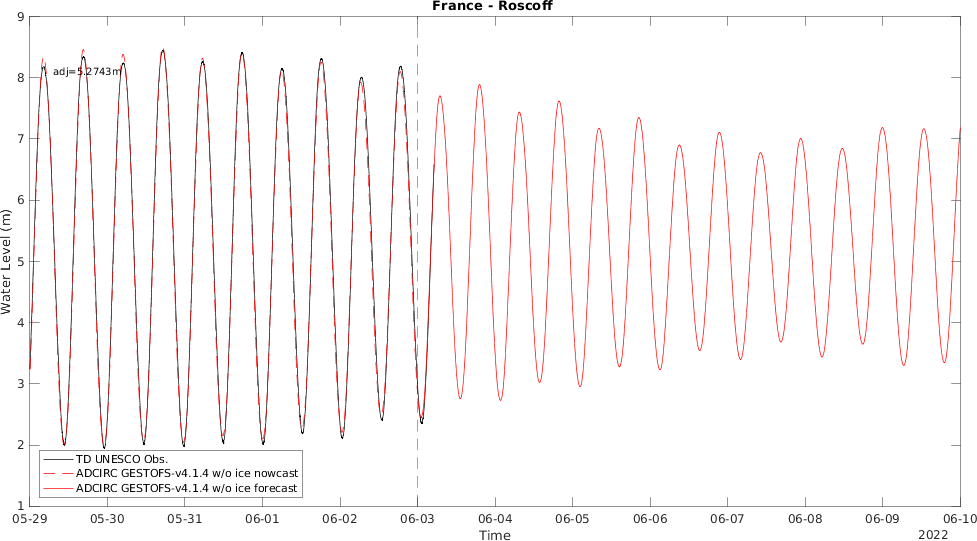 France - Roscoff
9
8
7
6
5
4
3
2
1
Water Level (m)
adj=5.2743m
TD UNESCO Obs.
ADCIRC GESTOFS-v4.1.4 w/o ice nowcast
ADCIRC GESTOFS-v4.1.4 w/o ice forecast
05-29 05-30 05-31 06-01 06-02 06-03 06-04 06-05 06-06 06-07 06-08 06-09 06-10
Time
2022